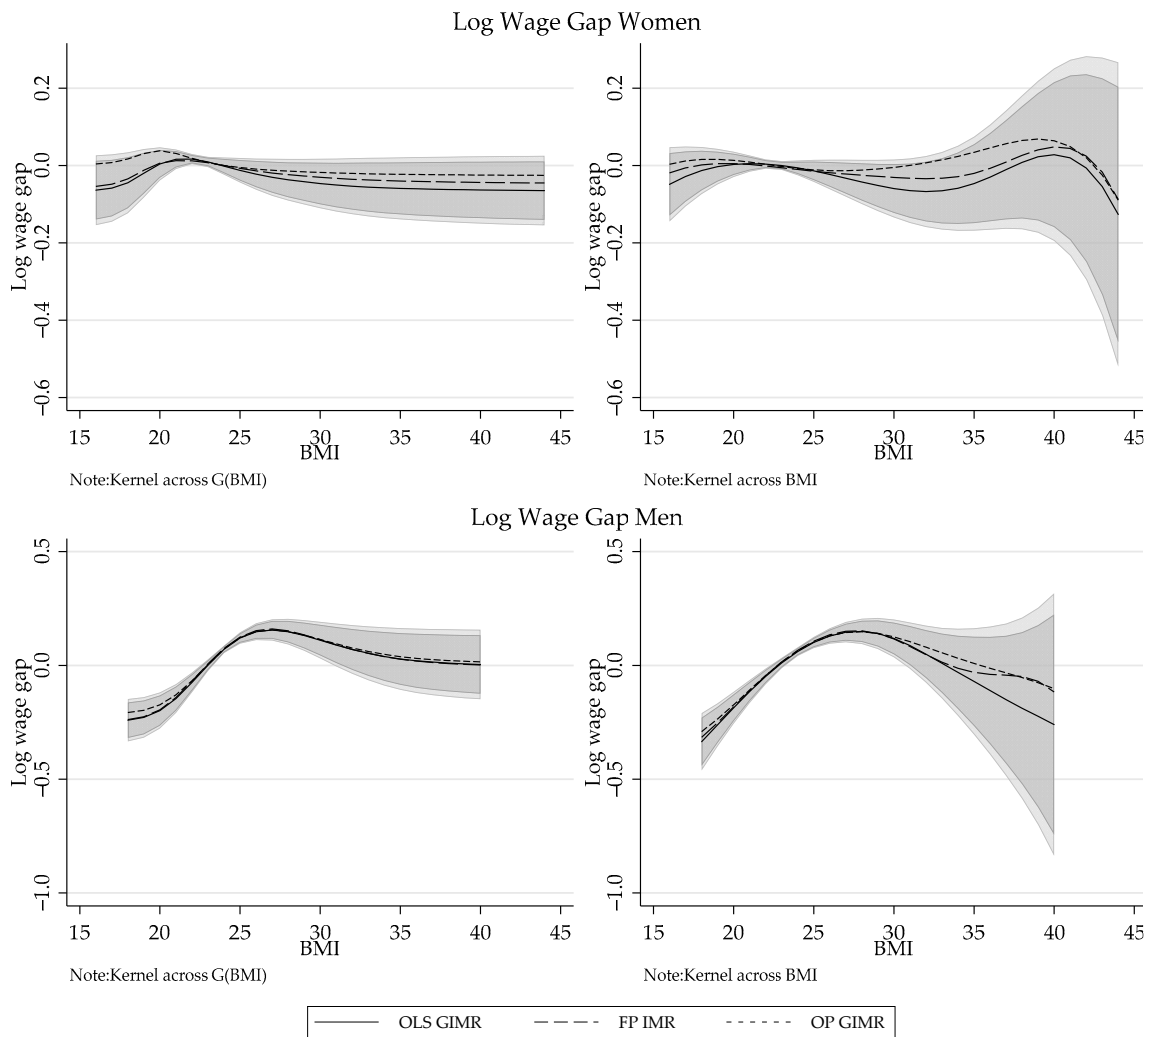 Log Wage Gap Women
Log wage gap
0.2
0.0
−0.2
−0.4
−0.6
15 20 25 30 35 40 45
BMI
Note:Kernel across G(BMI)
Log wage gap
0.2
0.0
−0.2
−0.4
−0.6
15 20 25 30 35 40 45
BMI
Note:Kernel across BMI
Log Wage Gap Men
Log wage gap
0.5
0.0
−0.5
−1.0
15 20 25 30 35 40 45
BMI
Note:Kernel across G(BMI)
Log wage gap
0.5
0.0
−0.5
−1.0
15 20 25 30 35 40 45
BMI
Note:Kernel across BMI
OLS GIMR FP IMR OP GIMR